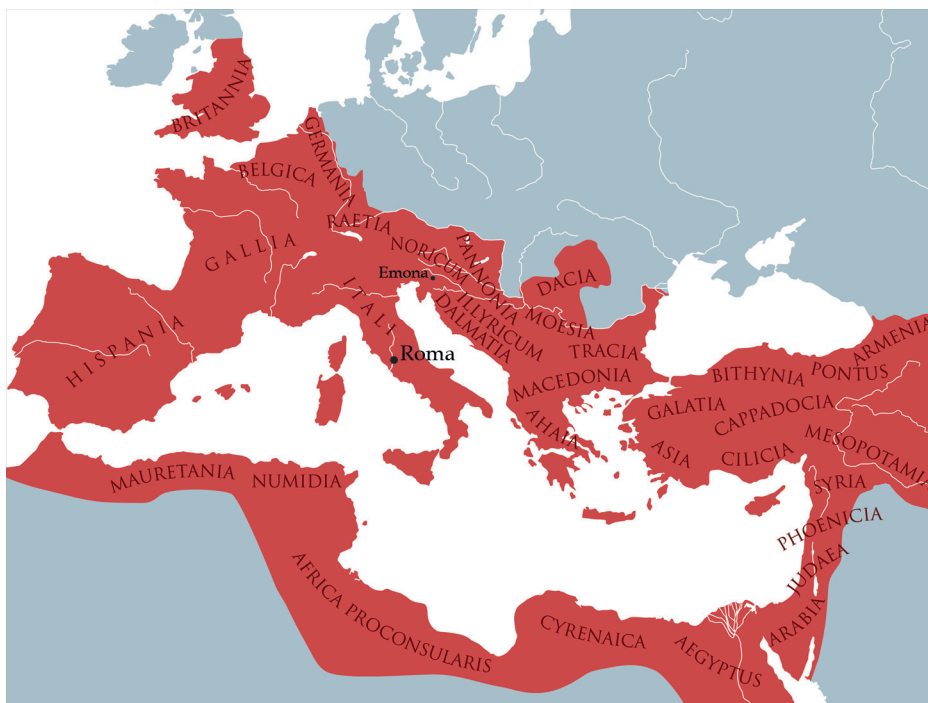 BRITANNIA
GERMANIA
BELGICA
RAETIA
GALLIA
NORICUM
PANNONIA
Emona
DACIA
ITALI
ILLYRICUM
DALMATIA
MOESIA
HISPANIA
Roma
TRACIA
MACEDONIA
BITHYNIA
PONTUS
ARMENIA
GALATIA
CAPPADOCIA
AHAIA
ASIA
CILICIA
MESOPOTAMIA
MAURETANIA
NUMIDIA
SYRIA
PHOENICIA
JUDAEA
AFRICA PROCONSULARIS
CYRENAICA
AEGYPTUS
ARABIA